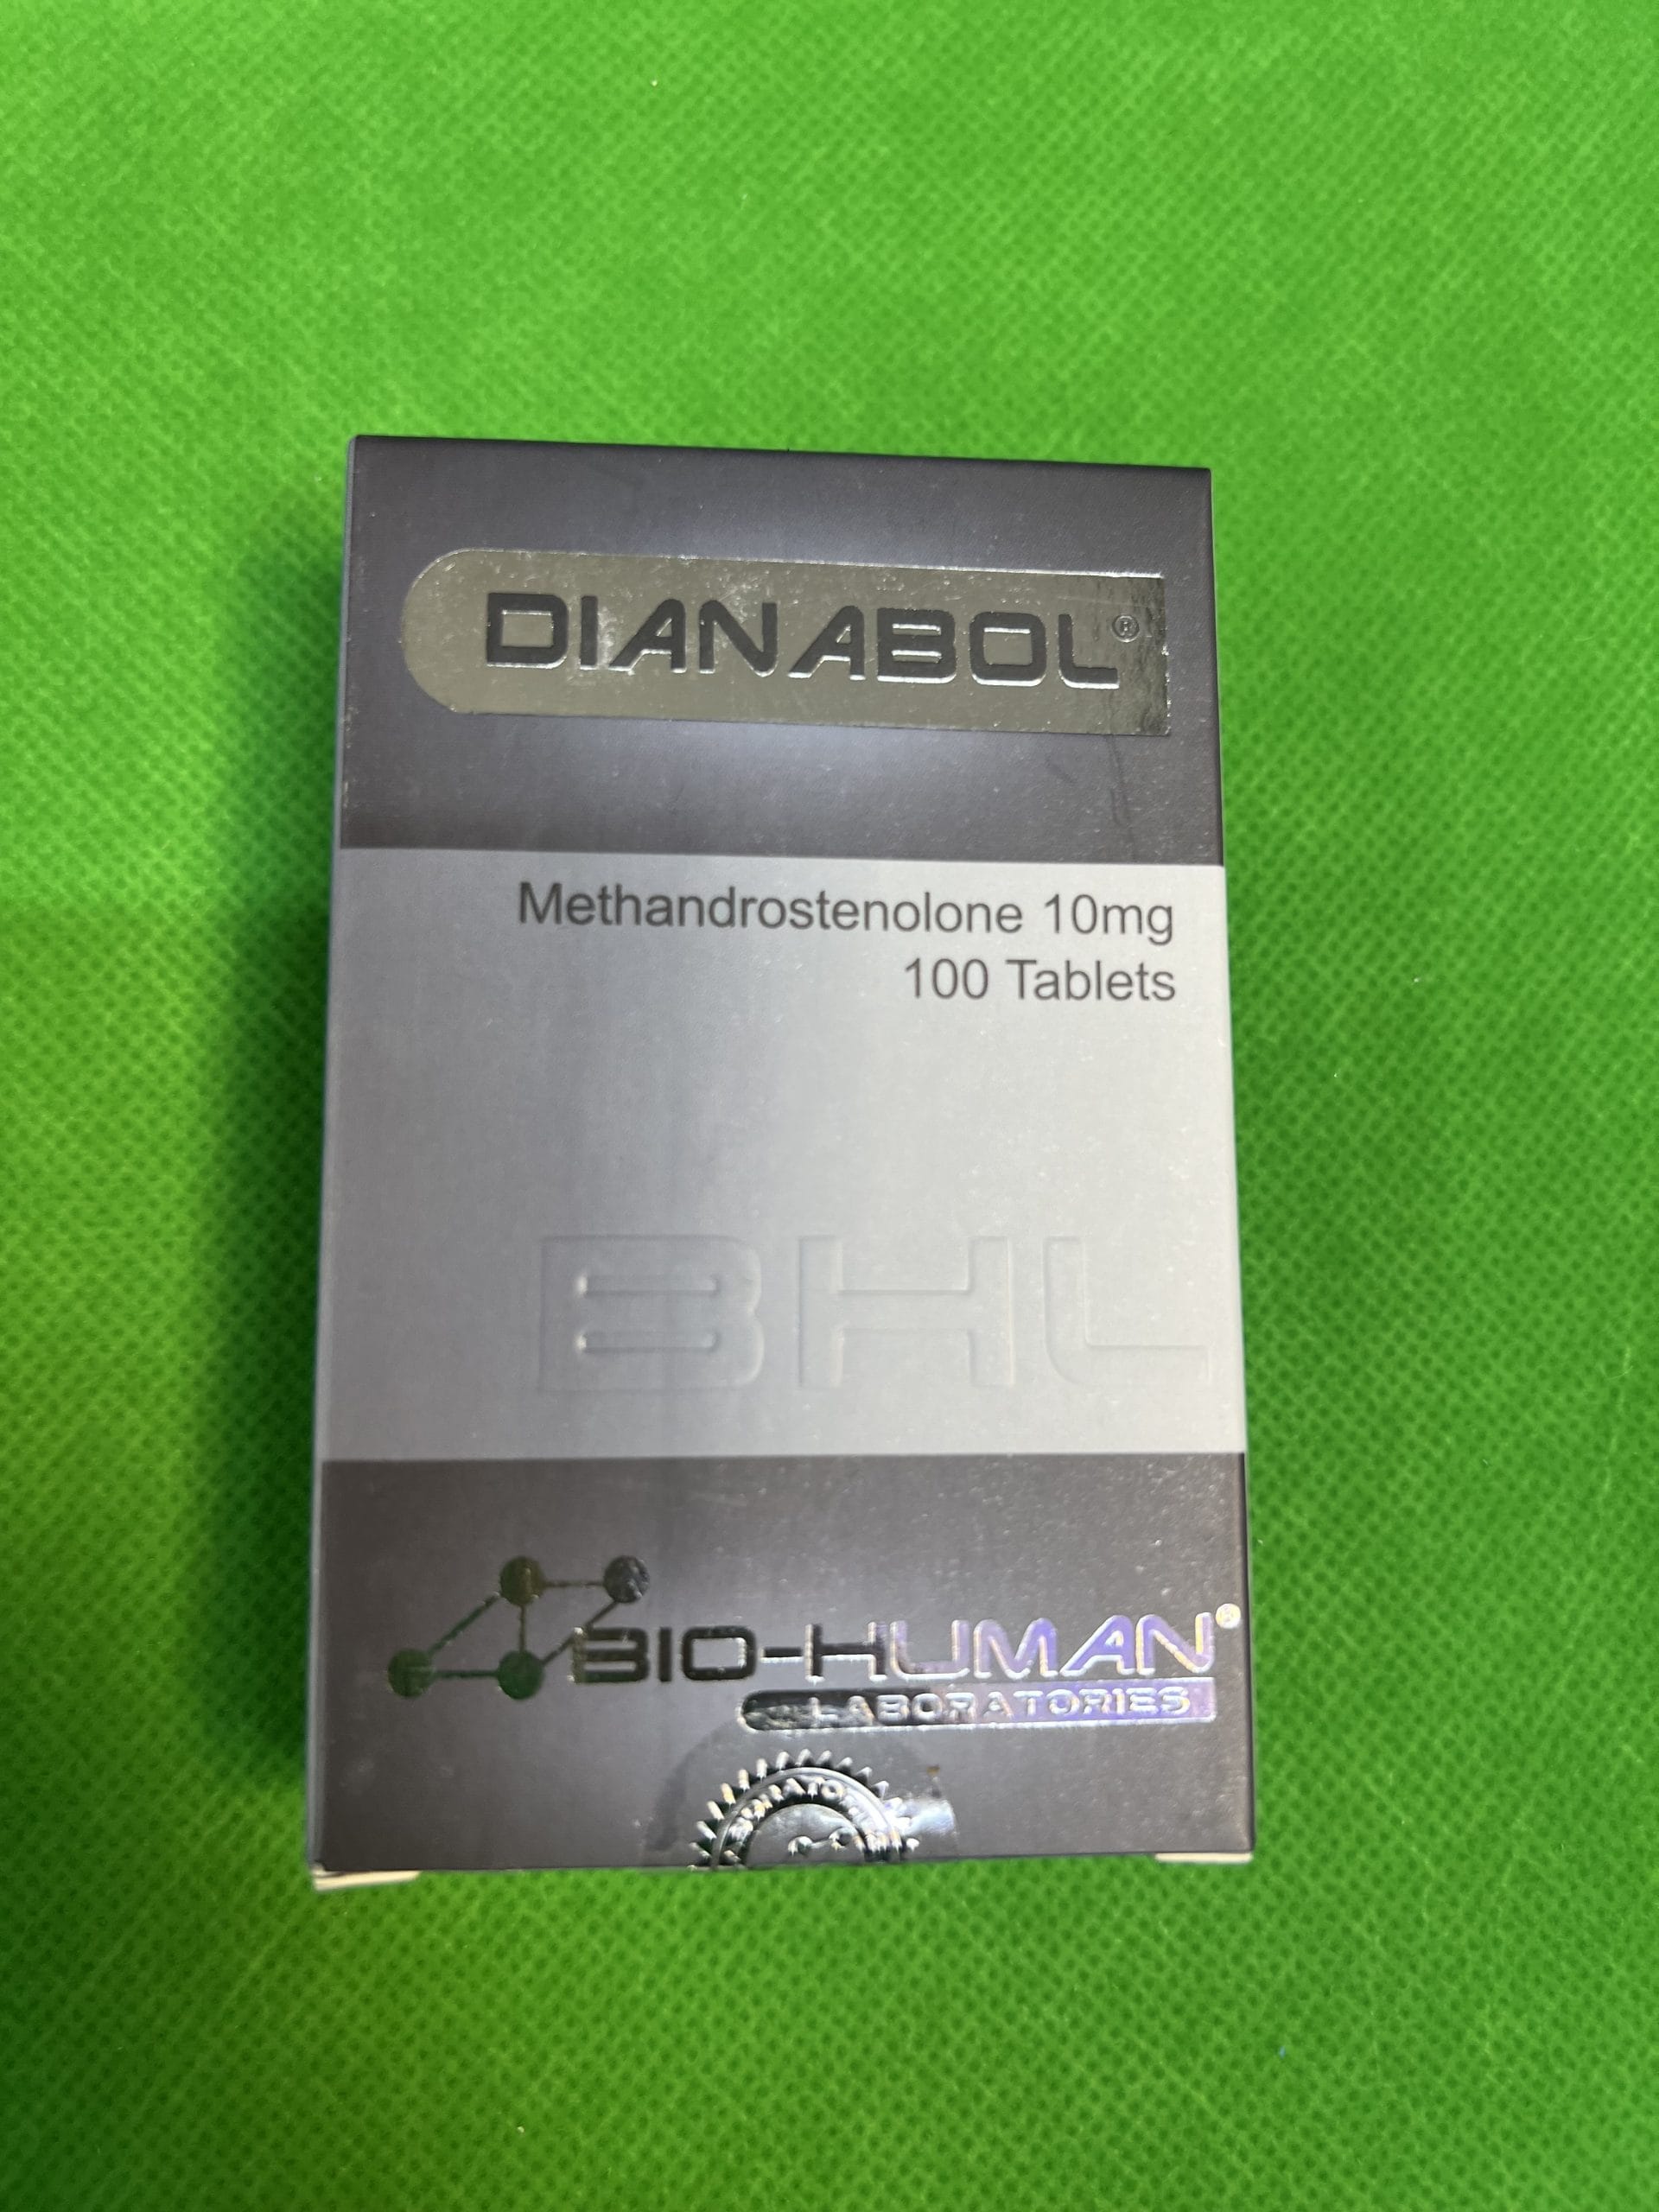 DIANABOL®
Methandrostenolone 10mg
100 Tablets
BHL
BIO-HUMAN®
LABORATORIES